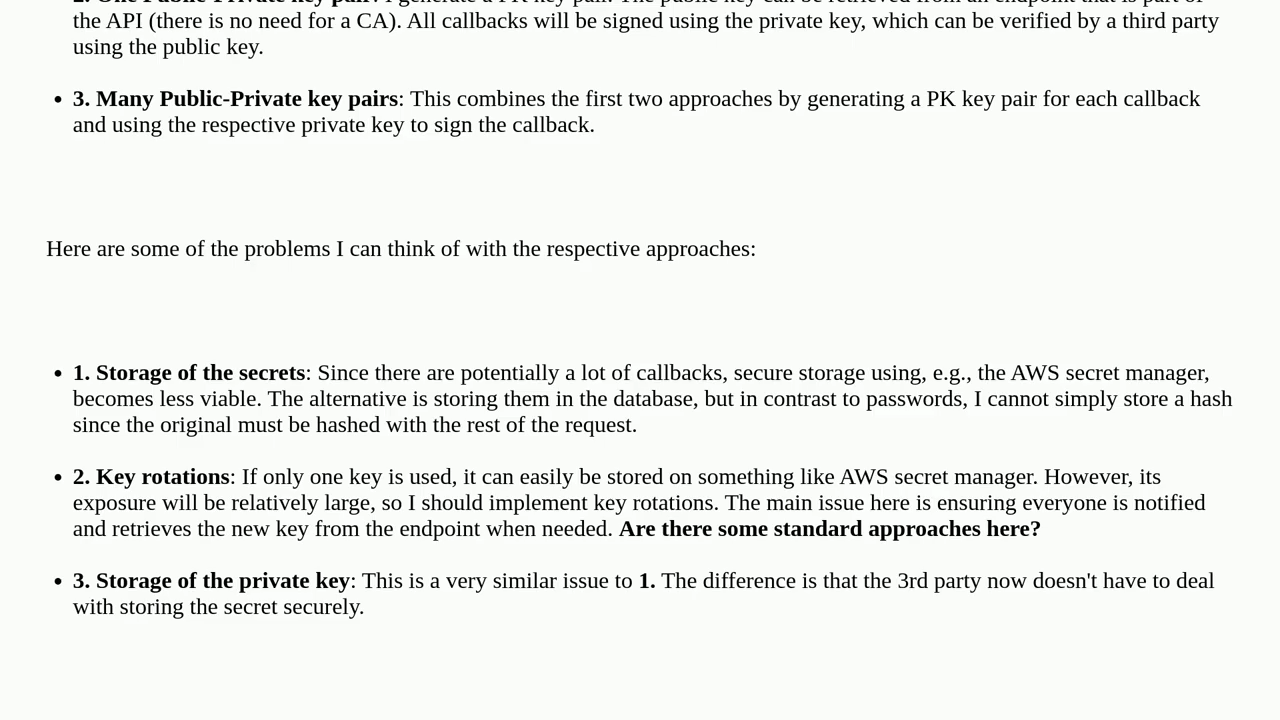 the API (there is no need for a CA). All callbacks will be signed using the private key, which can be verified by a third party
using the public key.
• 3. Many Public-Private key pairs: This combines the first two approaches by generating a PK key pair for each callback
and using the respective private key to sign the callback.
Here are some of the problems I can think of with the respective approaches:
• 1. Storage of the secrets: Since there are potentially a lot of callbacks, secure storage using, e.g., the AWS secret manager,
becomes less viable. The alternative is storing them in the database, but in contrast to passwords, I cannot simply store a hash
since the original must be hashed with the rest of the request.
• 2. Key rotations: If only one key is used, it can easily be stored on something like AWS secret manager. However, its
exposure will be relatively large, so I should implement key rotations. The main issue here is ensuring everyone is notified
and retrieves the new key from the endpoint when needed. Are there some standard approaches here?
• 3. Storage of the private key: This is a very similar issue to 1. The difference is that the 3rd party now doesn't have to deal
with storing the secret securely.